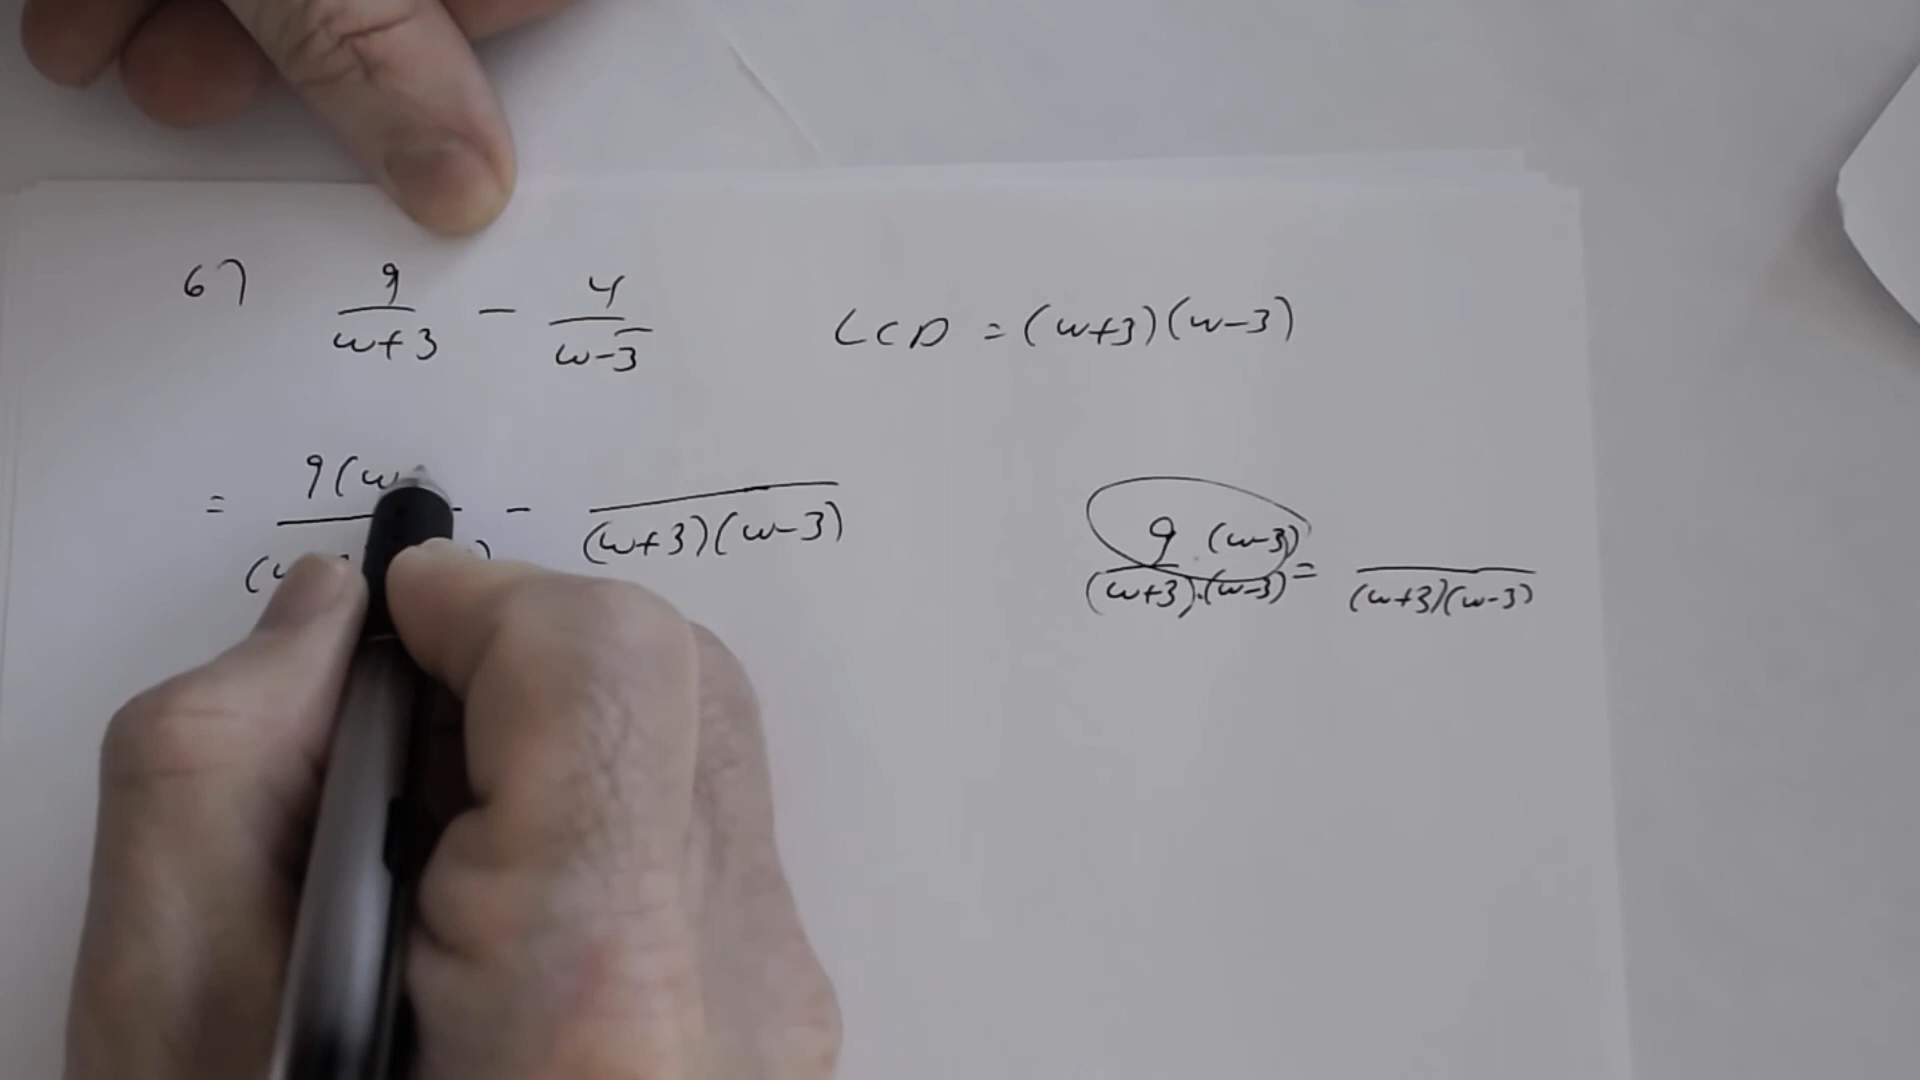 67 9/(w+3) - 4/(w-3) LCD = (w+3)(w-3)
= 9(w / ( - /(w+3)(w-3)
9 (w-3)/(w+3)·(w-3) = /(w+3)(w-3)